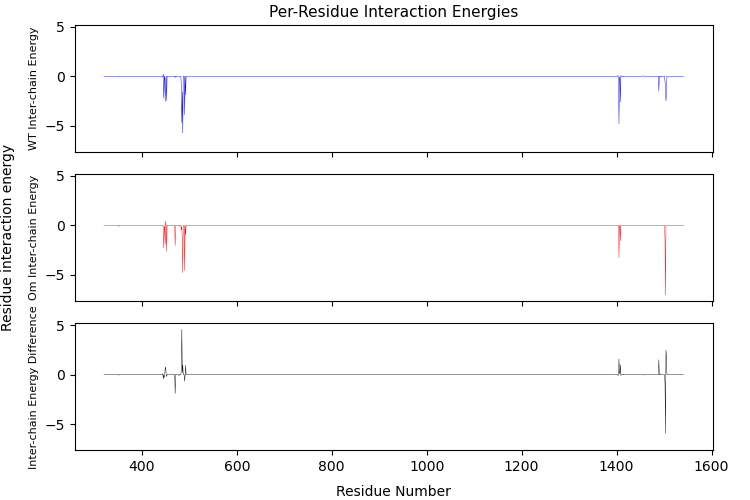 Per-Residue Interaction Energies
Residue interaction energy
WT Inter-chain Energy
5
0
−5
Om Inter-chain Energy
5
0
−5
Inter-chain Energy Difference
5
0
−5
400 600 800 1000 1200 1400 1600
Residue Number